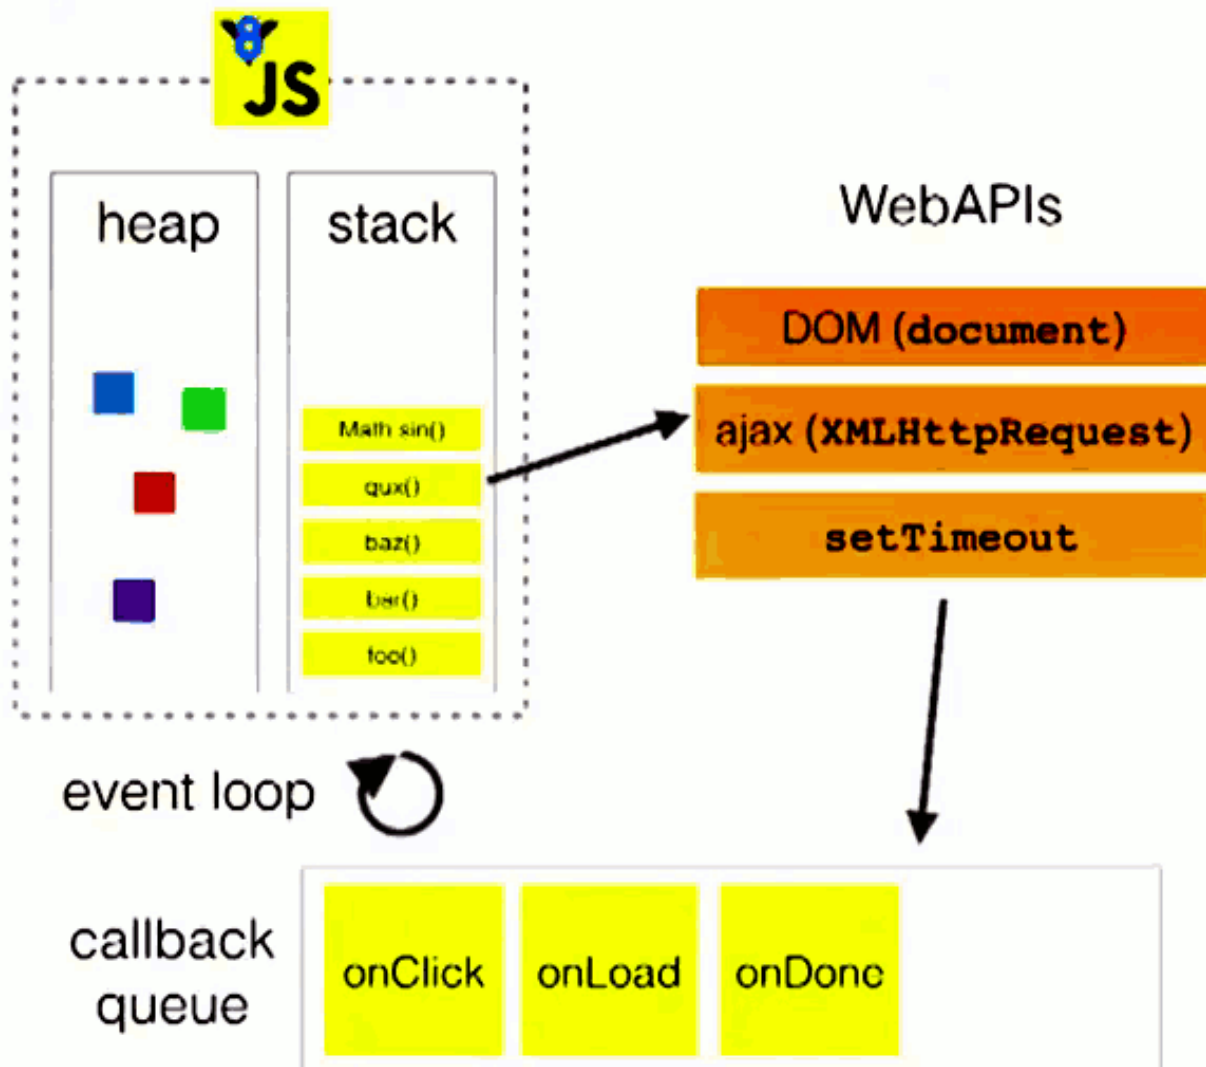 8
JS
heap
stack
Math sin()
qux()
baz()
bar()
foo()
WebAPIs
DOM (document)
ajax (XMLHttpRequest)
setTimeout
event loop
callback
queue
onClick
onLoad
onDone